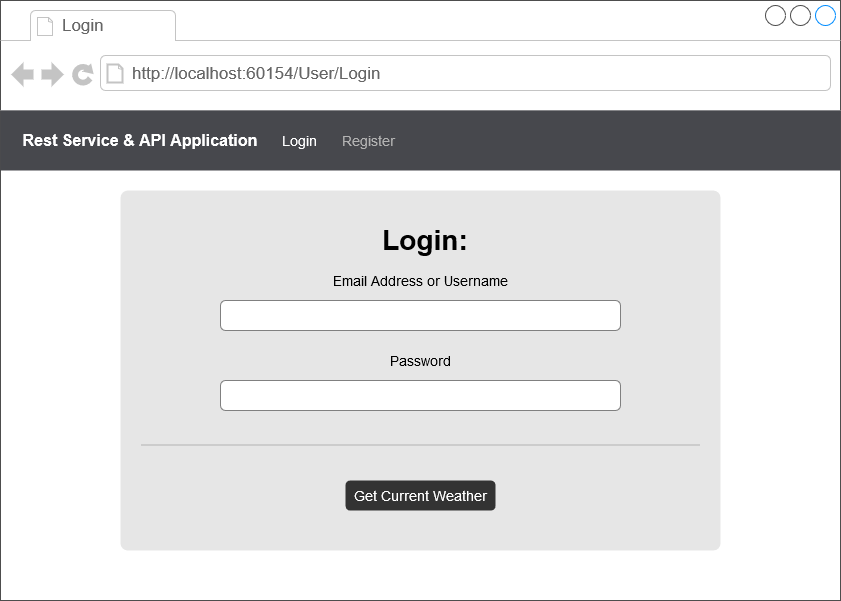 Login
http://localhost:60154/User/Login
Rest Service & API Application Login Register
Login:
Email Address or Username
Password
Get Current Weather